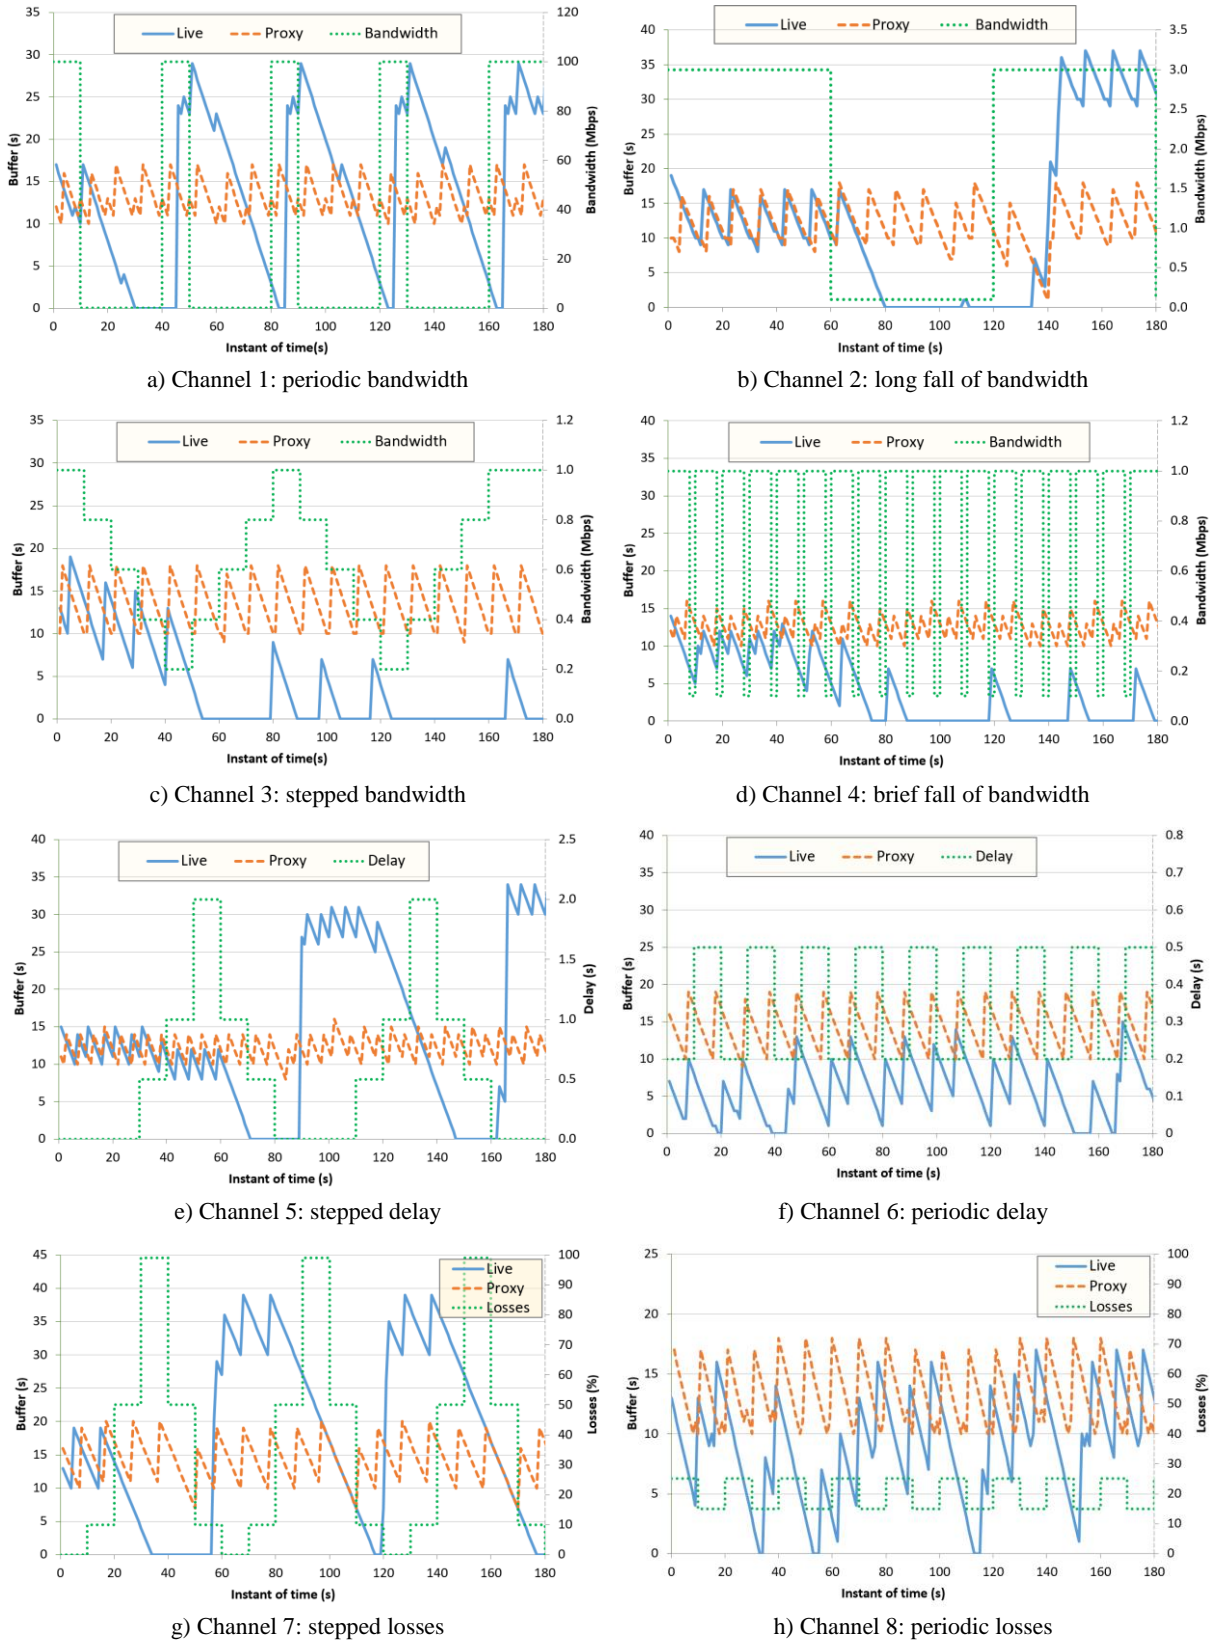 Live Proxy Bandwidth
35 30 25 20 15 10 5 0
Buffer (s)
120 100 80 60 40 20 0
Bandwidth (Mbps)
0 20 40 60 80 100 120 140 160 180
Instant of time(s)
a) Channel 1: periodic bandwidth
Live Proxy Bandwidth
40 35 30 25 20 15 10 5 0
Buffer (s)
3.5 3.0 2.5 2.0 1.5 1.0 0.5 0.0
Bandwidth (Mbps)
0 20 40 60 80 100 120 140 160 180
Instant of time (s)
b) Channel 2: long fall of bandwidth
Live Proxy Bandwidth
35 30 25 20 15 10 5 0
Buffer (s)
1.2 1.0 0.8 0.6 0.4 0.2 0.0
Bandwidth (Mbps)
0 20 40 60 80 100 120 140 160 180
Instant of time(s)
c) Channel 3: stepped bandwidth
Live Proxy Bandwidth
40 35 30 25 20 15 10 5 0
Buffer (s)
1.2 1.0 0.8 0.6 0.4 0.2 0.0
Bandwidth (Mbps)
0 20 40 60 80 100 120 140 160 180
Instant of time (s)
d) Channel 4: brief fall of bandwidth
Live Proxy Delay
40 35 30 25 20 15 10 5 0
Buffer (s)
2.5 2.0 1.5 1.0 0.5 0.0
Delay (s)
0 20 40 60 80 100 120 140 160 180
Instant of time (s)
e) Channel 5: stepped delay
Live Proxy Delay
40 35 30 25 20 15 10 5 0
Buffer (s)
0.8 0.7 0.6 0.5 0.4 0.3 0.2 0.1 0
Delay (s)
0 20 40 60 80 100 120 140 160 180
Instant of time (s)
f) Channel 6: periodic delay
Live
Proxy
Losses
45 40 35 30 25 20 15 10 5 0
Buffer (s)
100 90 80 70 60 50 40 30 20 10 0
Losses (%)
0 20 40 60 80 100 120 140 160 180
Instant of time (s)
g) Channel 7: stepped losses
Live
Proxy
Losses
25 20 15 10 5 0
Buffer (s)
100 90 80 70 60 50 40 30 20 10 0
Losses (%)
0 20 40 60 80 100 120 140 160 180
Instant of time (s)
h) Channel 8: periodic losses